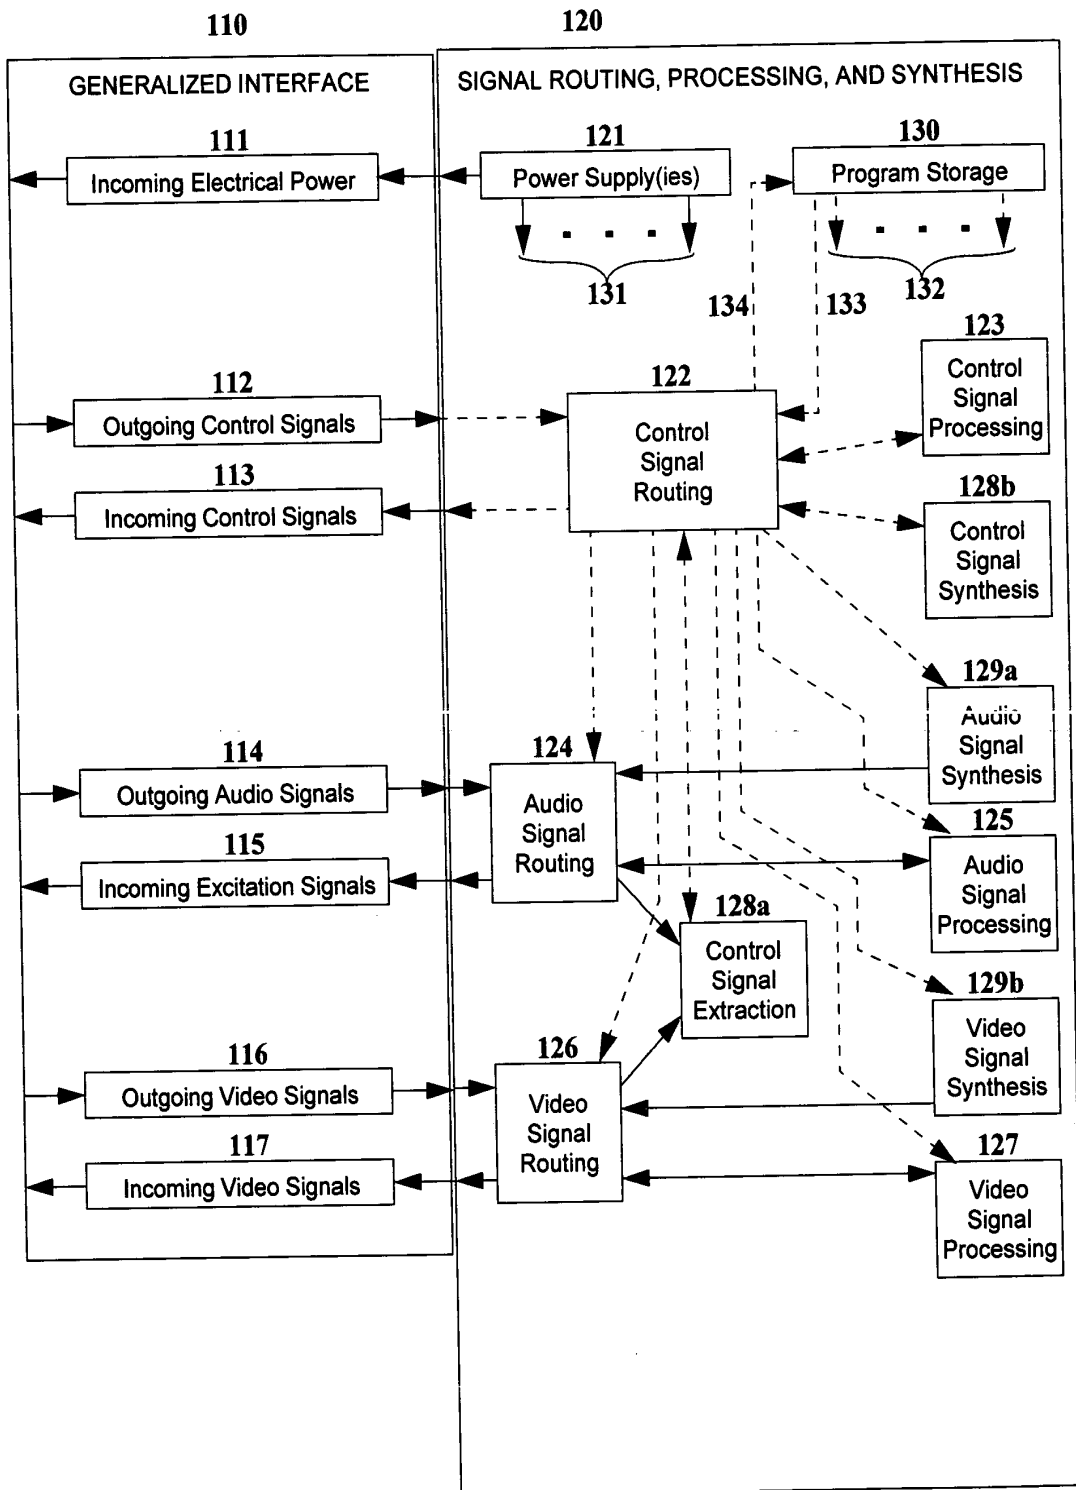 110
120
GENERALIZED INTERFACE
SIGNAL ROUTING, PROCESSING, AND SYNTHESIS
111
Incoming Electrical Power
121
Power Supply(ies)
130
Program Storage
131
132
134
133
123
Control
Signal
Processing
112
Outgoing Control Signals
122
Control
Signal
Routing
113
Incoming Control Signals
128b
Control
Signal
Synthesis
129a
Audio
Signal
Synthesis
114
Outgoing Audio Signals
124
Audio
Signal
Routing
115
Incoming Excitation Signals
125
Audio
Signal
Processing
128a
Control
Signal
Extraction
129b
Video
Signal
Synthesis
116
Outgoing Video Signals
126
Video
Signal
Routing
117
Incoming Video Signals
127
Video
Signal
Processing